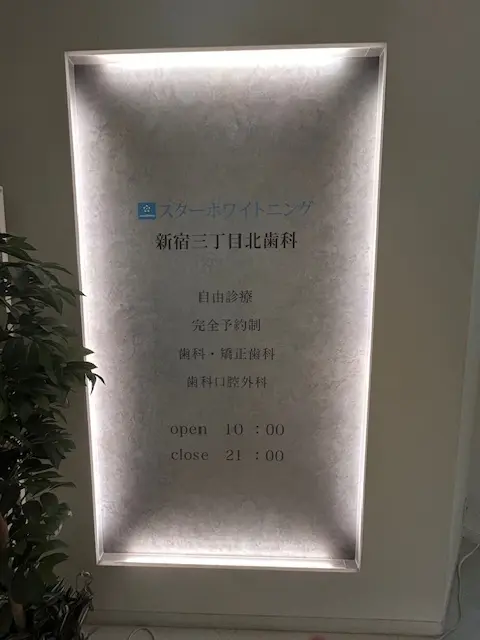 スターホワイトニング
新宿三丁目北歯科
自由診療
完全予約制
歯科・矯正歯科
歯科口腔外科
open 10:00
close 21:00